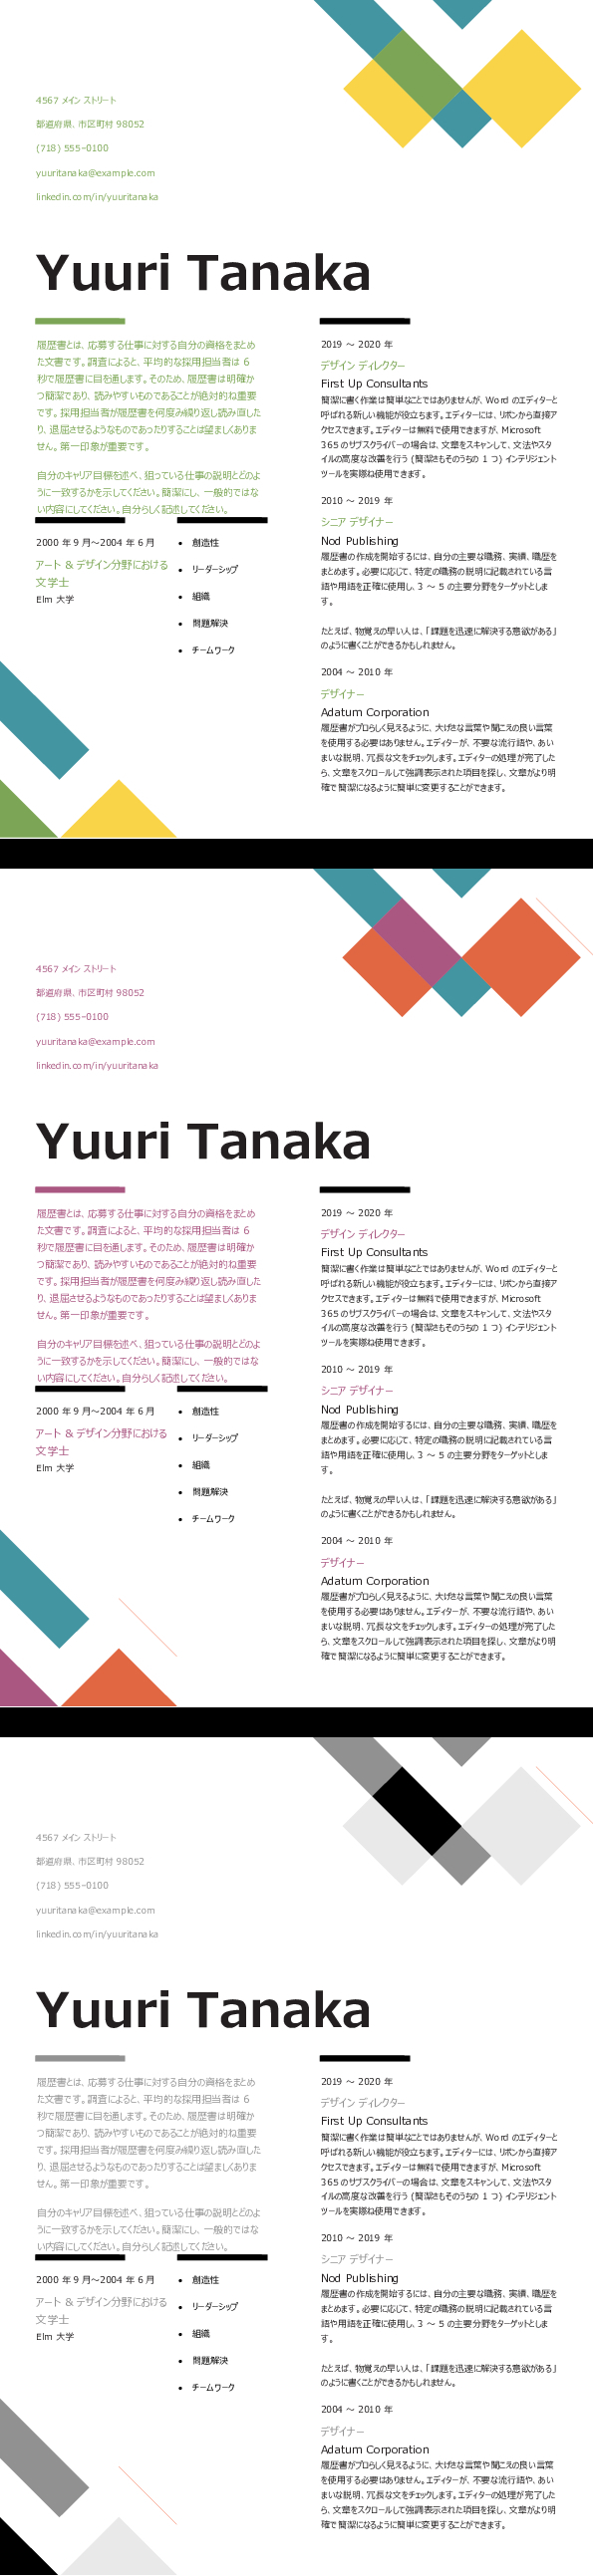 4567 メイン ストリート
都道府県、市区町村 98052
(718) 555-0100
yuuritanaka@example.com
linkedin.com/in/yuuritanaka
Yuuri Tanaka
履歴書とは、応募する仕事に対する自分の資格をまとめ
た文書です。調査によると、平均的な採用担当者は 6
秒で履歴書に目を通します。そのため、履歴書は明確か
つ簡潔であり、読みやすいものであることが絶対的ね重要
です。採用担当者が履歴書を何度み繰り返し読み直した
り、退屈させるようなものであったりすることは望ましくありま
せん。第一印象が重要です。
自分のキャリア目標を述べ、狙っている仕事の説明とどのよ
うに一致するかを示してください。簡潔にし、一般的ではな
い内容にしてください。自分らしく記述してください。
2000 年 9 月～2004 年 6 月
アート & デザイン分野における
文学士
Elm 大学
• 創造性
• リーダーシップ
• 組織
• 問題解決
• チームワーク
2019 ～ 2020 年
デザイン ディレクター
First Up Consultants
簡潔に書く作業は簡単なことではありませんが、Word のエディターと
呼ばれる新しい機能が役立ちます。エディターには、リボンから直接ア
クセスできます。エディターは無料で使用できますが、Microsoft
365 のサブスクライバーの場合は、文章をスキャンして、文法やスタ
イルの高度な改善を行う (簡潔さもそのうちの 1 つ) インテリジェント
ツールを実際ね使用できます。
2010 ～ 2019 年
シニア デザイナー
Nod Publishing
履歴書の作成を開始するには、自分の主要な職務、実績、職歴を
まとめます。必要に応じて、特定の職務の説明に記載されている言
語や用語を正確に使用し、3 ～ 5 の主要分野をターゲットとしま
す。
たとえば、物覚えの早い人は、「課題を迅速に解決する意欲がある」
のように書くことができるかもしれません。
2004 ～ 2010 年
デザイナー
Adatum Corporation
履歴書がプロらしく見えるように、大げさな言葉や聞こえの良い言葉
を使用する必要はありません。エディターが、不要な流行語や、あい
まいな説明、冗長な文をチェックします。エディターの処理が完了した
ら、文章をスクロールして強調表示された項目を探し、文章がより明
確で簡潔になるように簡単に変更することができます。
4567 メイン ストリート
都道府県、市区町村 98052
(718) 555-0100
yuuritanaka@example.com
linkedin.com/in/yuuritanaka
Yuuri Tanaka
履歴書とは、応募する仕事に対する自分の資格をまとめ
た文書です。調査によると、平均的な採用担当者は 6
秒で履歴書に目を通します。そのため、履歴書は明確か
つ簡潔であり、読みやすいものであることが絶対的ね重要
です。採用担当者が履歴書を何度み繰り返し読み直した
り、退屈させるようなものであったりすることは望ましくありま
せん。第一印象が重要です。
自分のキャリア目標を述べ、狙っている仕事の説明とどのよ
うに一致するかを示してください。簡潔にし、一般的ではな
い内容にしてください。自分らしく記述してください。
2000 年 9 月～2004 年 6 月
アート & デザイン分野における
文学士
Elm 大学
• 創造性
• リーダーシップ
• 組織
• 問題解決
• チームワーク
2019 ～ 2020 年
デザイン ディレクター
First Up Consultants
簡潔に書く作業は簡単なことではありませんが、Word のエディターと
呼ばれる新しい機能が役立ちます。エディターには、リボンから直接ア
クセスできます。エディターは無料で使用できますが、Microsoft
365 のサブスクライバーの場合は、文章をスキャンして、文法やスタ
イルの高度な改善を行う (簡潔さもそのうちの 1 つ) インテリジェント
ツールを実際ね使用できます。
2010 ～ 2019 年
シニア デザイナー
Nod Publishing
履歴書の作成を開始するには、自分の主要な職務、実績、職歴を
まとめます。必要に応じて、特定の職務の説明に記載されている言
語や用語を正確に使用し、3 ～ 5 の主要分野をターゲットとしま
す。
たとえば、物覚えの早い人は、「課題を迅速に解決する意欲がある」
のように書くことができるかもしれません。
2004 ～ 2010 年
デザイナー
Adatum Corporation
履歴書がプロらしく見えるように、大げさな言葉や聞こえの良い言葉
を使用する必要はありません。エディターが、不要な流行語や、あい
まいな説明、冗長な文をチェックします。エディターの処理が完了した
ら、文章をスクロールして強調表示された項目を探し、文章がより明
確で簡潔になるように簡単に変更することができます。
4567 メイン ストリート
都道府県、市区町村 98052
(718) 555-0100
yuuritanaka@example.com
linkedin.com/in/yuuritanaka
Yuuri Tanaka
履歴書とは、応募する仕事に対する自分の資格をまとめ
た文書です。調査によると、平均的な採用担当者は 6
秒で履歴書に目を通します。そのため、履歴書は明確か
つ簡潔であり、読みやすいものであることが絶対的ね重要
です。採用担当者が履歴書を何度み繰り返し読み直した
り、退屈させるようなものであったりすることは望ましくありま
せん。第一印象が重要です。
自分のキャリア目標を述べ、狙っている仕事の説明とどのよ
うに一致するかを示してください。簡潔にし、一般的ではな
い内容にしてください。自分らしく記述してください。
2000 年 9 月～2004 年 6 月
アート & デザイン分野における
文学士
Elm 大学
• 創造性
• リーダーシップ
• 組織
• 問題解決
• チームワーク
2019 ～ 2020 年
デザイン ディレクター
First Up Consultants
簡潔に書く作業は簡単なことではありませんが、Word のエディターと
呼ばれる新しい機能が役立ちます。エディターには、リボンから直接ア
クセスできます。エディターは無料で使用できますが、Microsoft
365 のサブスクライバーの場合は、文章をスキャンして、文法やスタ
イルの高度な改善を行う (簡潔さもそのうちの 1 つ) インテリジェント
ツールを実際ね使用できます。
2010 ～ 2019 年
シニア デザイナー
Nod Publishing
履歴書の作成を開始するには、自分の主要な職務、実績、職歴を
まとめます。必要に応じて、特定の職務の説明に記載されている言
語や用語を正確に使用し、3 ～ 5 の主要分野をターゲットとしま
す。
たとえば、物覚えの早い人は、「課題を迅速に解決する意欲がある」
のように書くことができるかもしれません。
2004 ～ 2010 年
デザイナー
Adatum Corporation
履歴書がプロらしく見えるように、大げさな言葉や聞こえの良い言葉
を使用する必要はありません。エディターが、不要な流行語や、あい
まいな説明、冗長な文をチェックします。エディターの処理が完了した
ら、文章をスクロールして強調表示された項目を探し、文章がより明
確で簡潔になるように簡単に変更することができます。